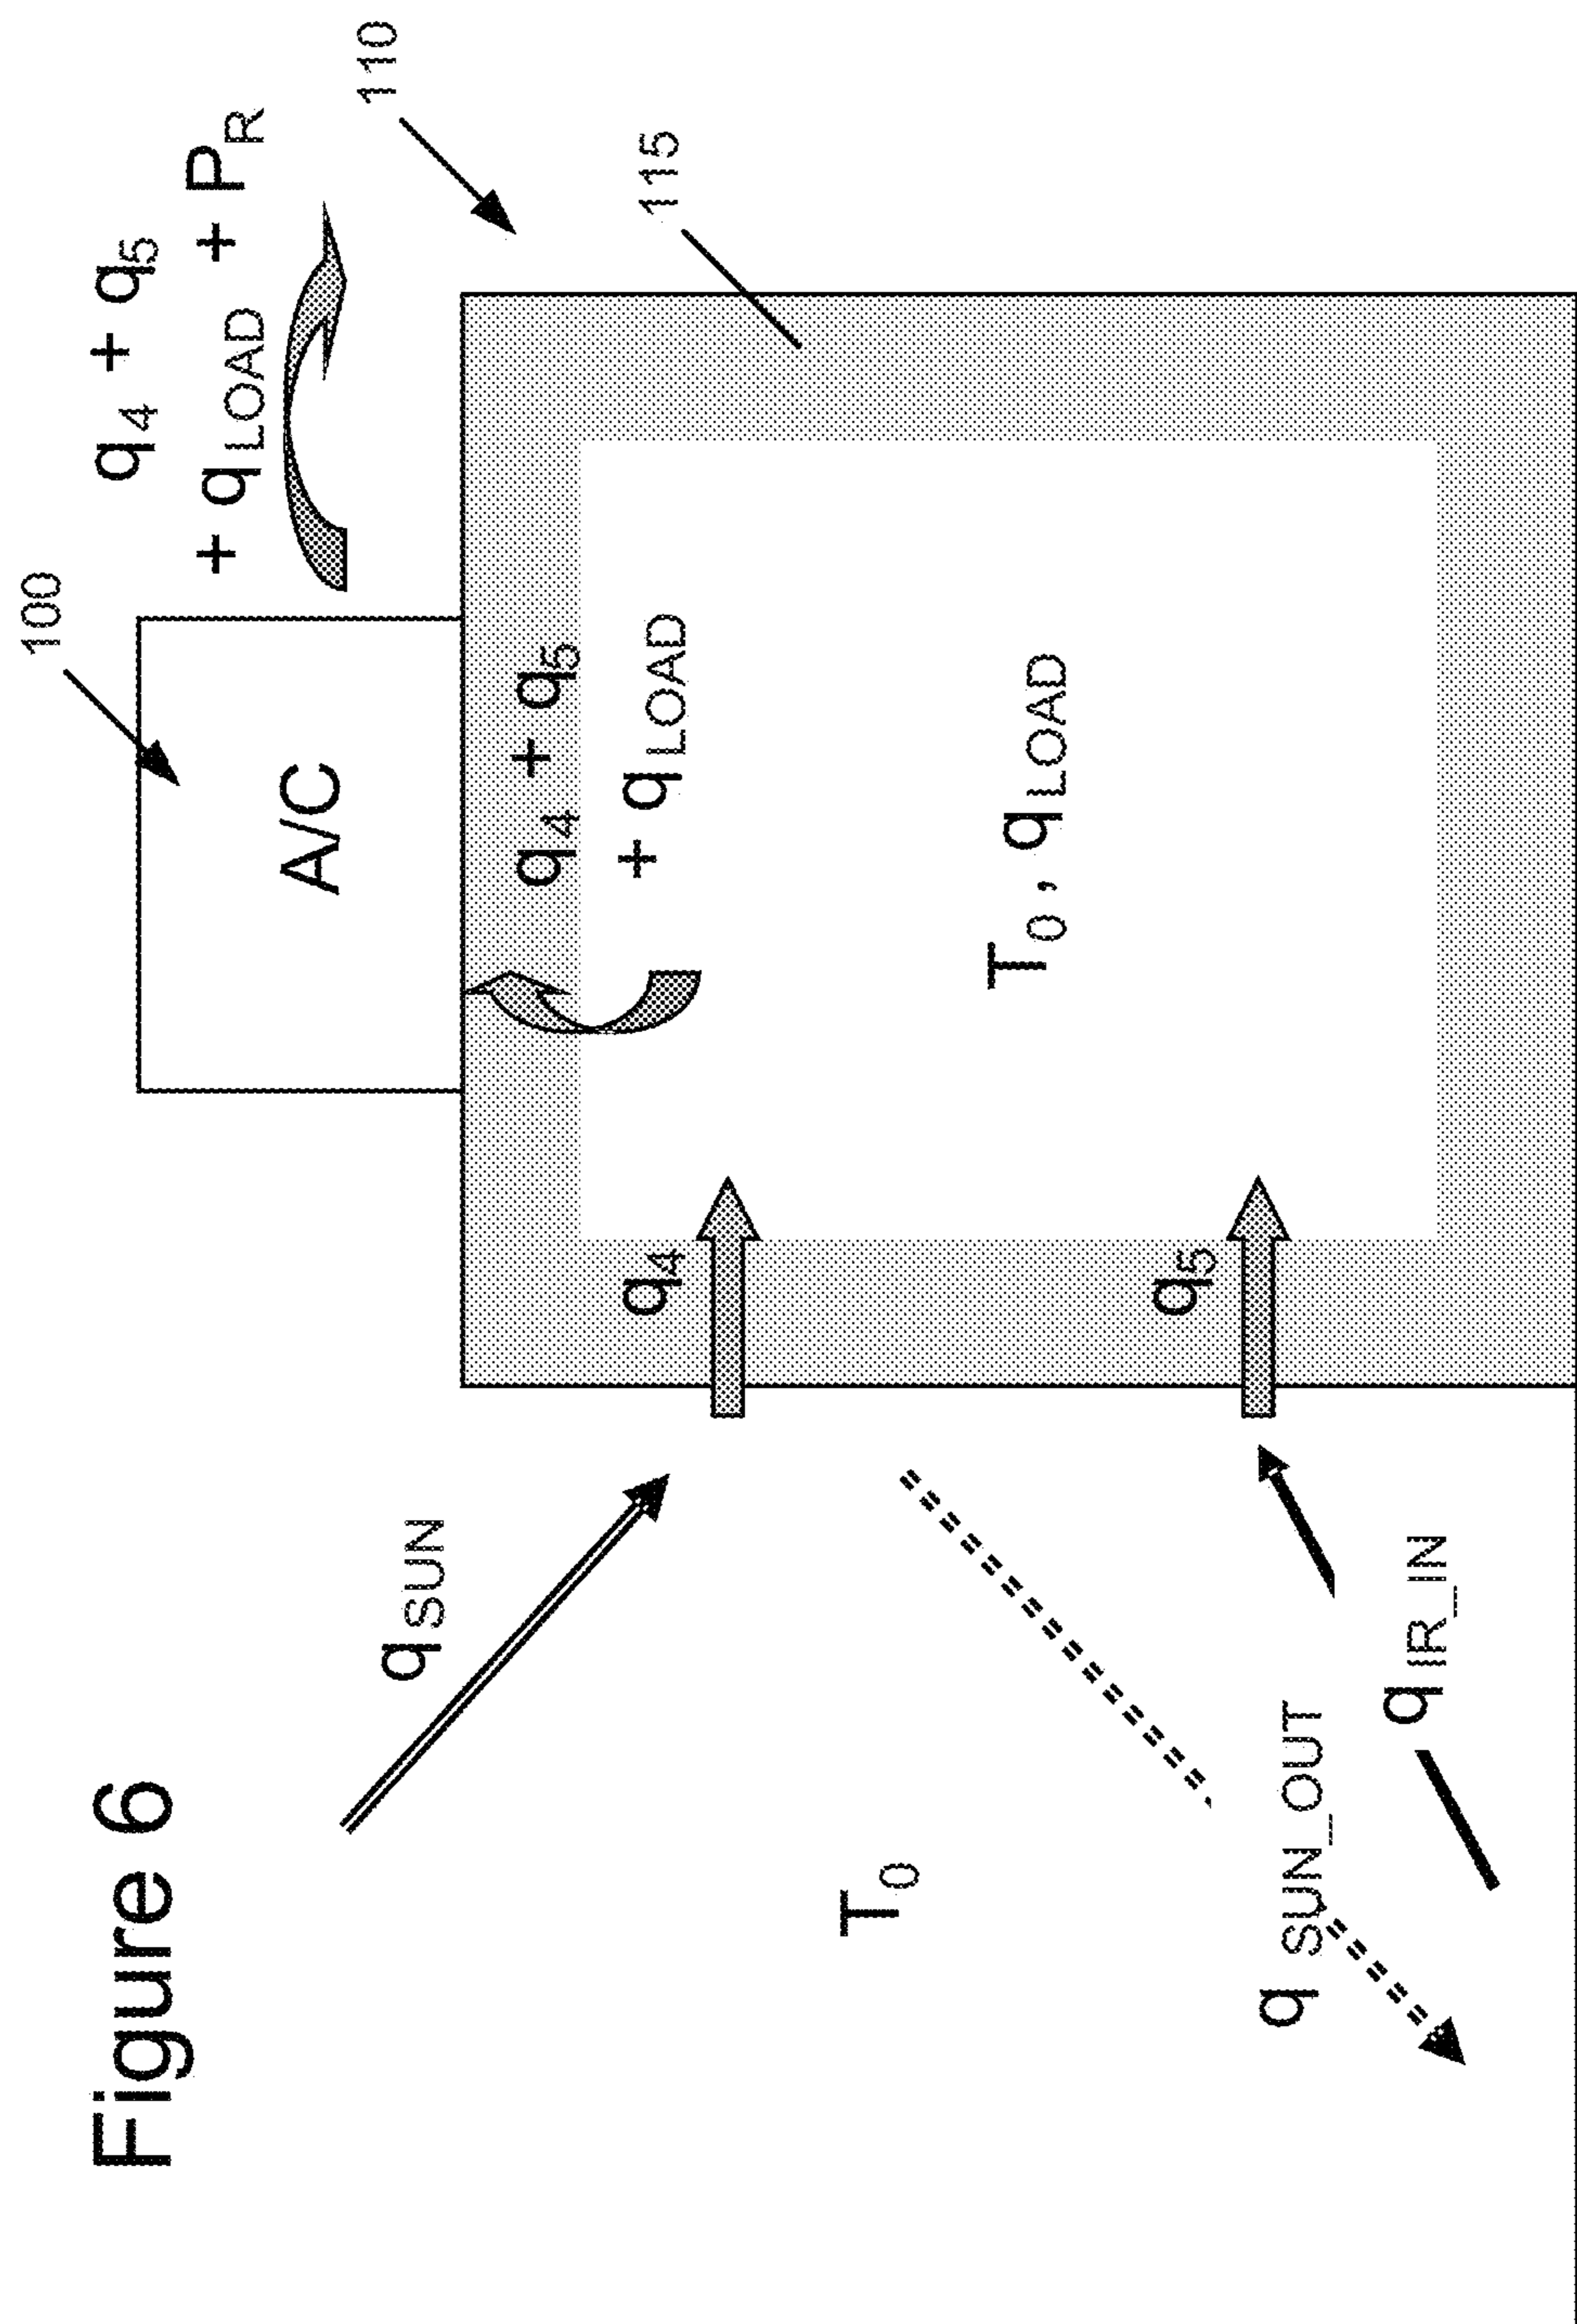 Figure 6
100
110
115
A/C
q4 + q5
+ qLOAD + PR
q4 + q5
+ qLOAD
qSUN
q4
T0
T0, qLOAD
q5
qSUN_OUT
qIR_IN